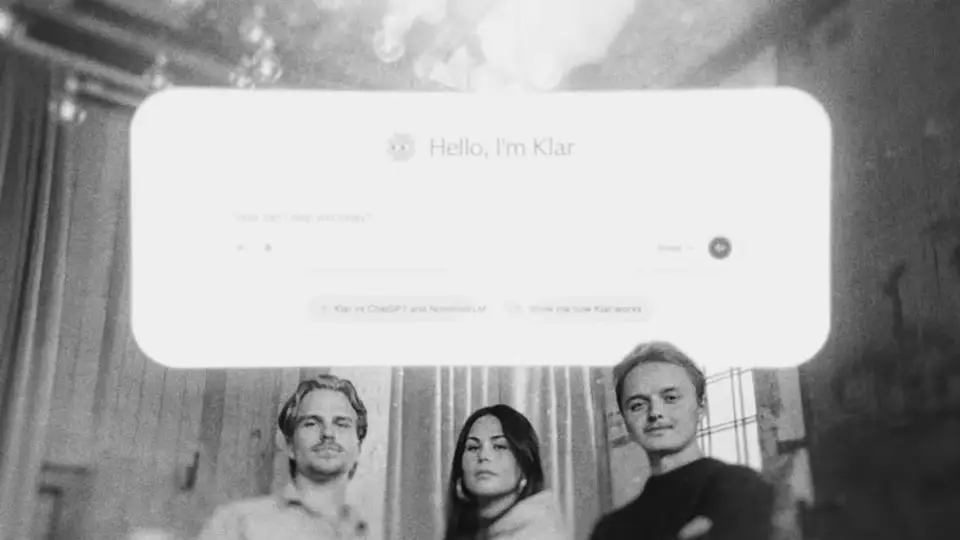 Hello, I'm Klar
How can I help you today?
Klar vs ChatGPT and NotebookLM
Show me how Klar works